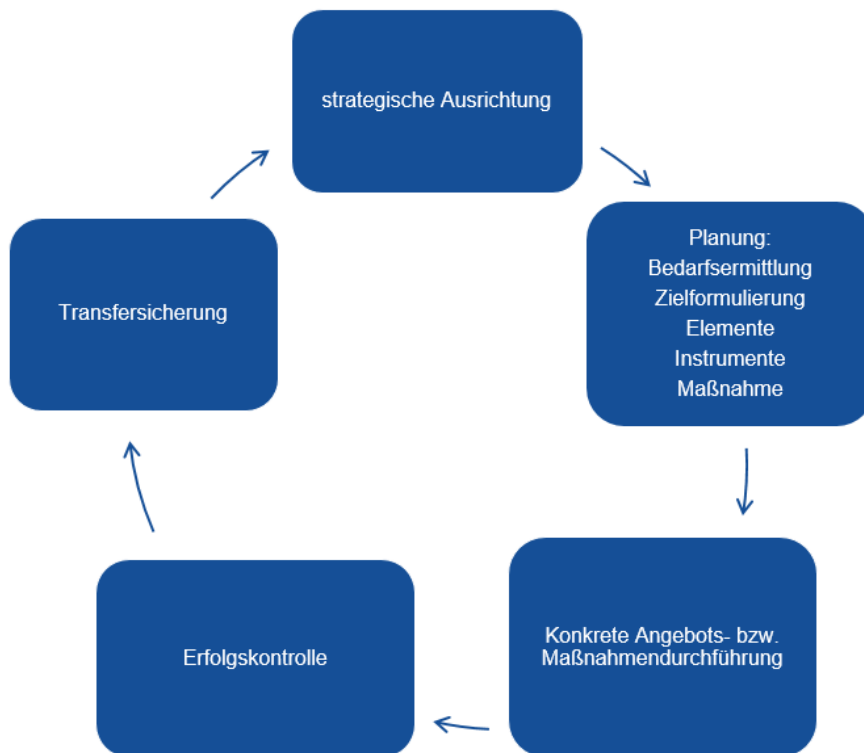 strategische Ausrichtung
Planung:
Bedarfsermittlung
Zielformulierung
Elemente
Instrumente
Maßnahme
Konkrete Angebots- bzw.
Maßnahmendurchführung
Erfolgskontrolle
Transfersicherung